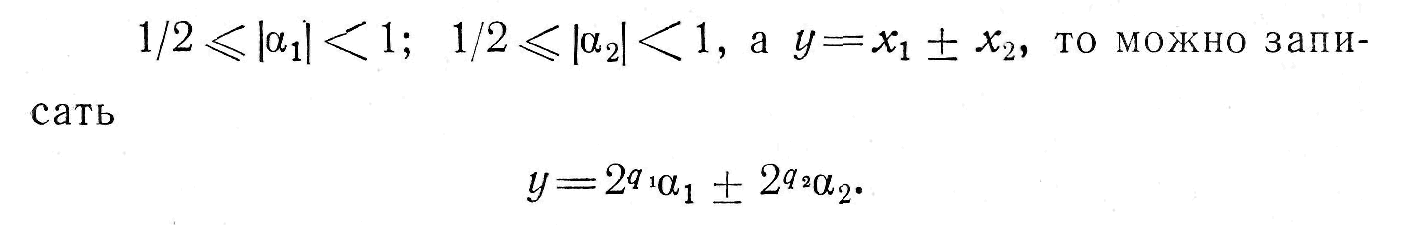 1/2 ⩽ |α₁| < 1; 1/2 ⩽ |α₂| < 1, а y = x₁ ± x₂, то можно запи-
сать
y = 2^{q₁}α₁ ± 2^{q₂}α₂.